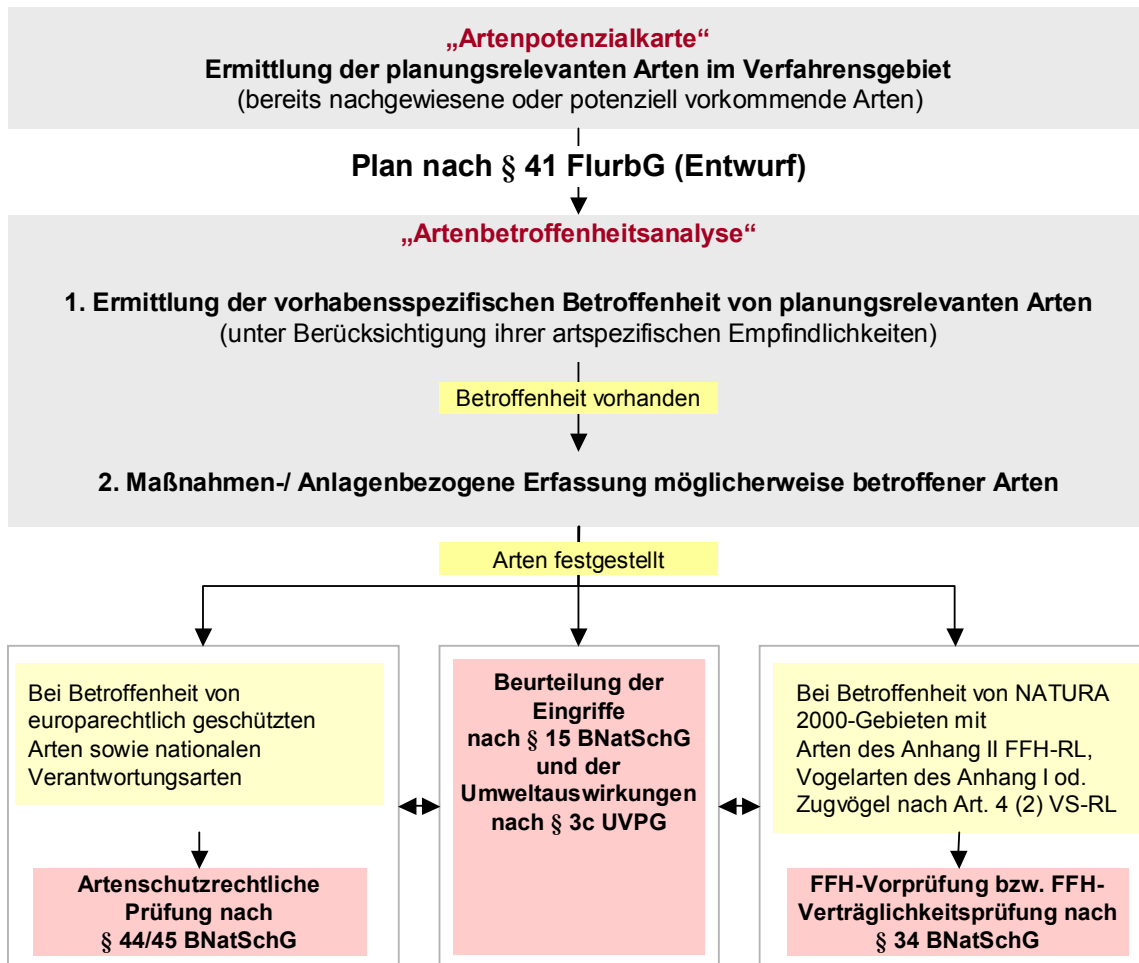 „Artenpotenzialkarte“
Ermittlung der planungsrelevanten Arten im Verfahrensgebiet
(bereits nachgewiesene oder potenziell vorkommende Arten)
Plan nach § 41 FlurbG (Entwurf)
„Artenbetroffenheitsanalyse“
1. Ermittlung der vorhabensspezifischen Betroffenheit von planungsrelevanten Arten
(unter Berücksichtigung ihrer artspezifischen Empfindlichkeiten)
Betroffenheit vorhanden
2. Maßnahmen-/ Anlagenbezogene Erfassung möglicherweise betroffener Arten
Arten festgestellt
Bei Betroffenheit von
europarechtlich geschützten
Arten sowie nationalen
Verantwortungsarten
Artenschutzrechtliche
Prüfung nach
§ 44/45 BNatSchG
Beurteilung der
Eingriffe
nach § 15 BNatSchG
und der
Umweltauswirkungen
nach § 3c UVPG
Bei Betroffenheit von NATURA
2000-Gebieten mit
Arten des Anhang II FFH-RL,
Vogelarten des Anhang I od.
Zugvögel nach Art. 4 (2) VS-RL
FFH-Vorprüfung bzw. FFH-
Verträglichkeitsprüfung nach
§ 34 BNatSchG